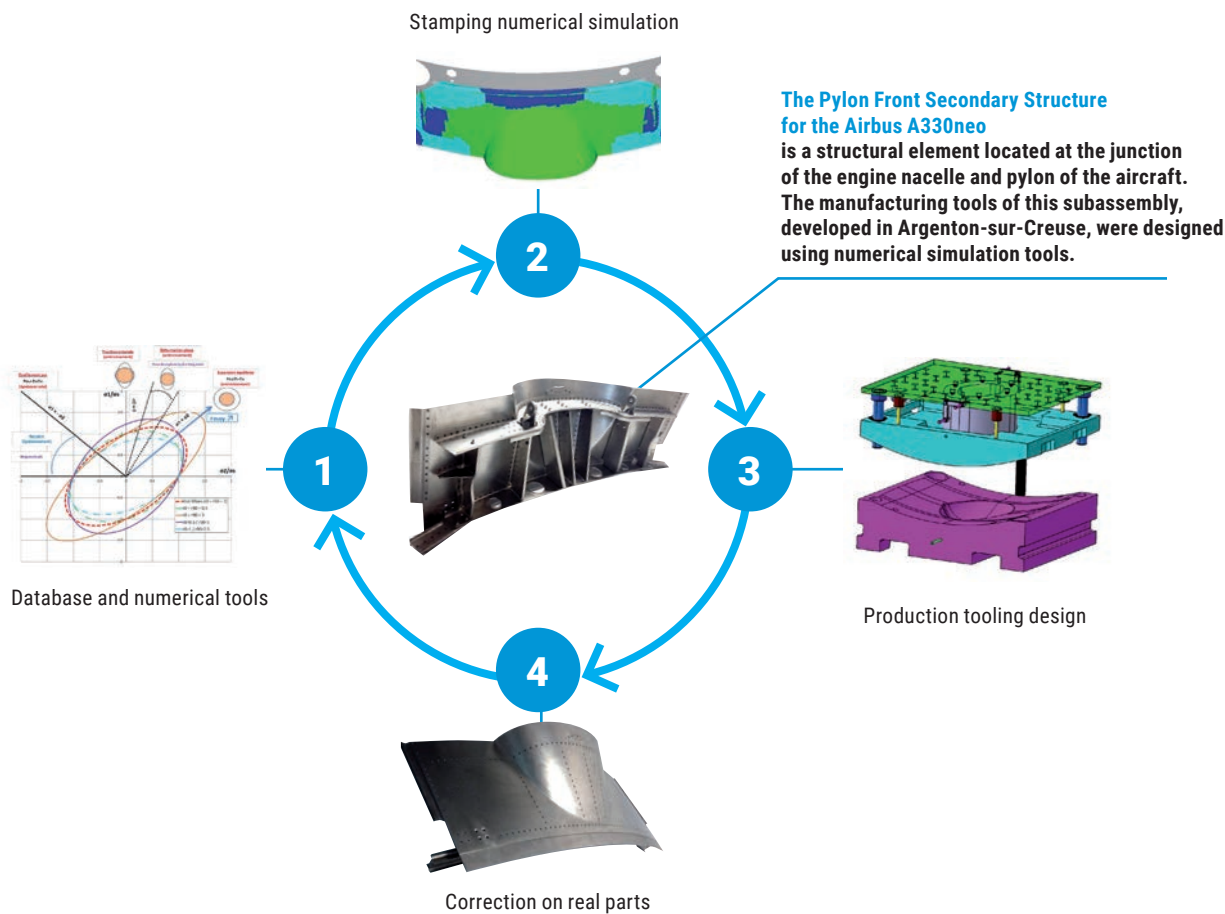 Stamping numerical simulation
The Pylon Front Secondary Structure
for the Airbus A330neo
is a structural element located at the junction
of the engine nacelle and pylon of the aircraft.
The manufacturing tools of this subassembly,
developed in Argenton-sur-Creuse, were designed
using numerical simulation tools.
2
1
3
Database and numerical tools
Production tooling design
4
Correction on real parts